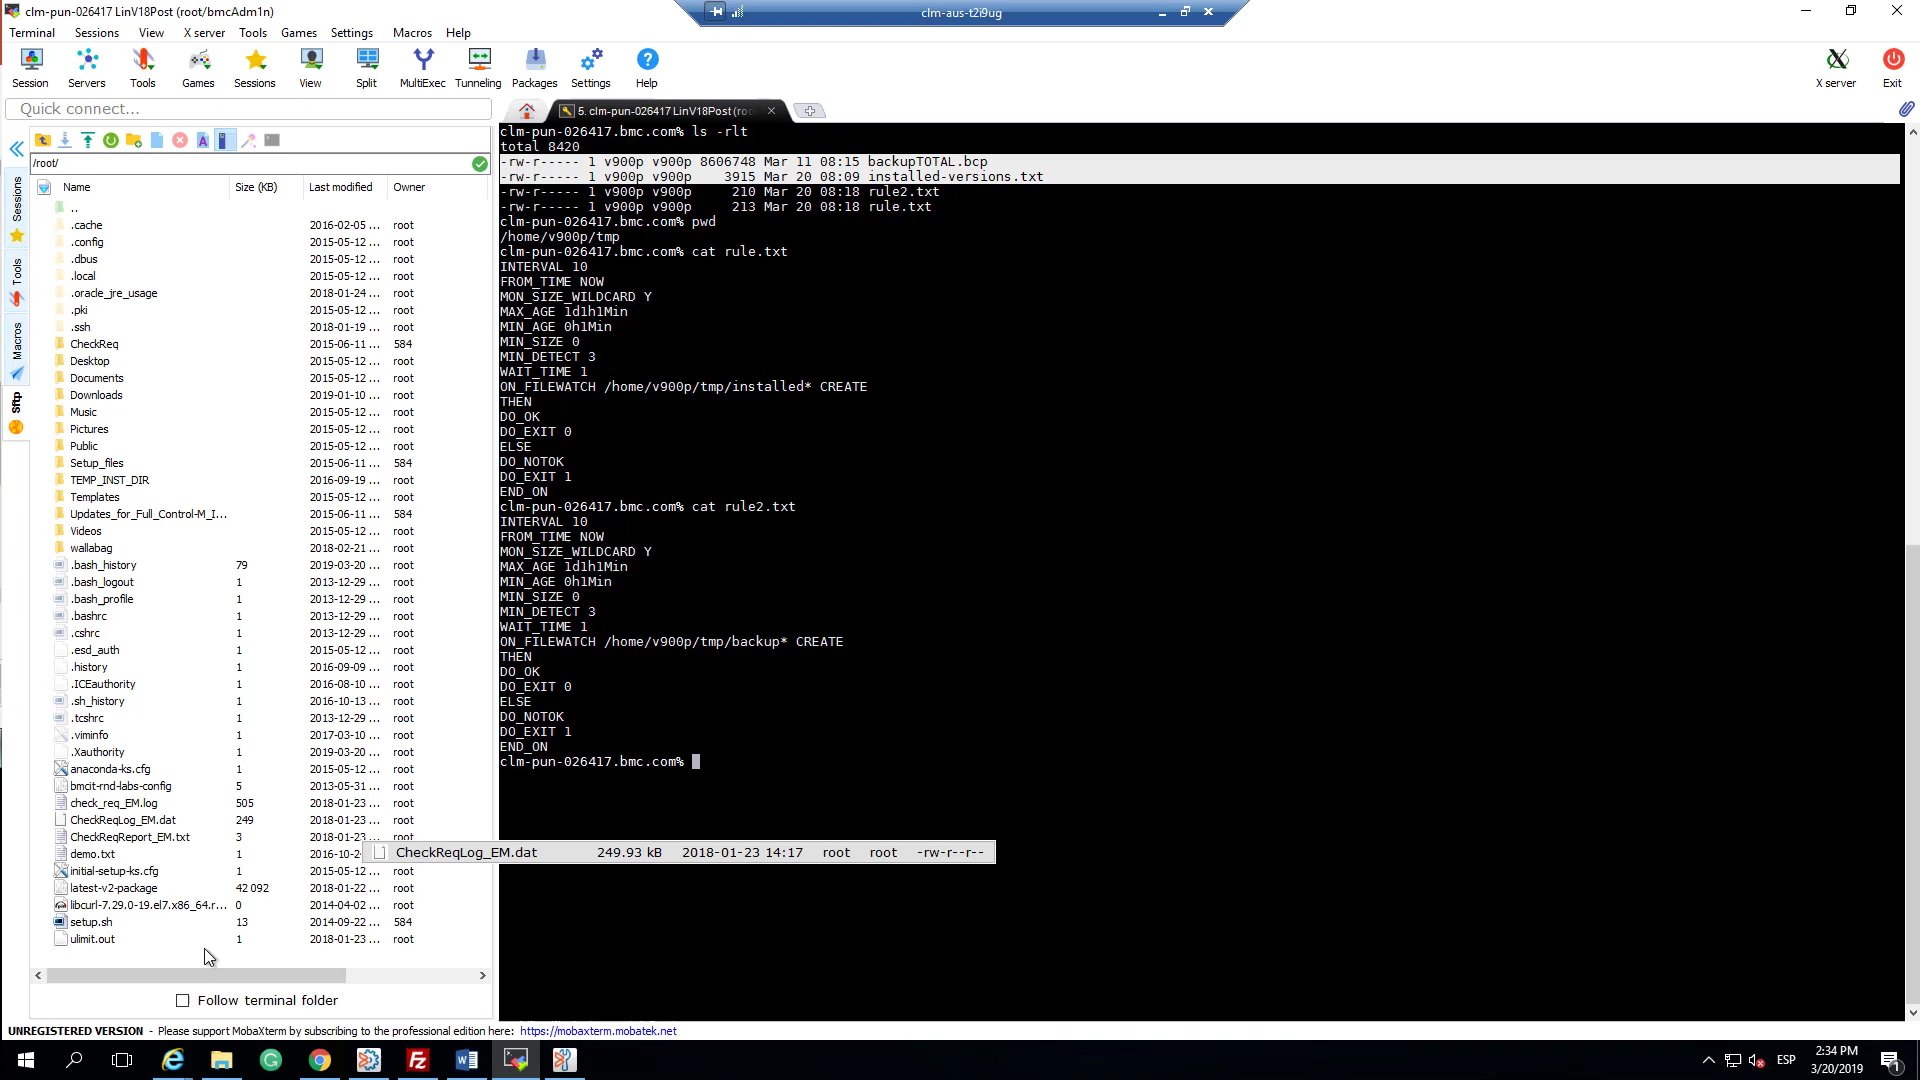 clm-pun-026417 LinV18Post (root/bmcAdm1n)
clm-aus-t2i9ug
Terminal Sessions View X server Tools Games Settings Macros Help
Session Servers Tools Games Sessions View Split MultiExec Tunneling Packages Settings Help X server Exit
Quick connect...
5. clm-pun-026417 LinV18Post (roo
/root/
Name Size (KB) Last modified Owner
..
.cache 2016-02-05 ... root
.config 2015-05-12 ... root
.dbus 2015-05-12 ... root
.local 2015-05-12 ... root
.oracle_jre_usage 2018-01-24 ... root
.pki 2015-05-12 ... root
.ssh 2018-01-19 ... root
CheckReq 2015-06-11 ... 584
Desktop 2015-05-12 ... root
Documents 2015-05-12 ... root
Downloads 2019-01-10 ... root
Music 2015-05-12 ... root
Pictures 2015-05-12 ... root
Public 2015-05-12 ... root
Setup_files 2015-06-11 ... 584
TEMP_INST_DIR 2016-09-19 ... root
Templates 2015-05-12 ... root
Updates_for_Full_Control-M_I... 2015-06-11 ... 584
Videos 2015-05-12 ... root
wallabag 2018-02-21 ... root
.bash_history 79 2019-03-20 ... root
.bash_logout 1 2013-12-29 ... root
.bash_profile 1 2013-12-29 ... root
.bashrc 1 2013-12-29 ... root
.cshrc 1 2013-12-29 ... root
.esd_auth 1 2015-05-12 ... root
.history 1 2016-09-09 ... root
.ICEauthority 1 2016-08-10 ... root
.sh_history 1 2016-10-13 ... root
.tcshrc 1 2013-12-29 ... root
.viminfo 1 2017-03-10 ... root
.Xauthority 1 2019-03-20 ... root
anaconda-ks.cfg 1 2015-05-12 ... root
bmcit-rnd-labs-config 5 2013-05-31 ... root
check_req_EM.log 505 2018-01-23 ... root
CheckReqLog_EM.dat 249 2018-01-23 ... root
CheckReqReport_EM.txt 3 2018-01-23 ... root
demo.txt 1 2016-10-2
initial-setup-ks.cfg 1 2015-05-12 ... root
latest-v2-package 42 092 2018-01-22 ... root
libcurl-7.29.0-19.el7.x86_64.r... 0 2014-04-02 ... root
setup.sh 13 2014-09-22 ... 584
ulimit.out 1 2018-01-23 ... root
CheckReqLog_EM.dat 249.93 kB 2018-01-23 14:17 root root -rw-r--r--
Follow terminal folder
Sessions
Tools
Macros
Sftp
clm-pun-026417.bmc.com% ls -rlt
total 8420
-rw-r----- 1 v900p v900p 8606748 Mar 11 08:15 backupTOTAL.bcp
-rw-r----- 1 v900p v900p 3915 Mar 20 08:09 installed-versions.txt
-rw-r----- 1 v900p v900p 210 Mar 20 08:18 rule2.txt
-rw-r----- 1 v900p v900p 213 Mar 20 08:18 rule.txt
clm-pun-026417.bmc.com% pwd
/home/v900p/tmp
clm-pun-026417.bmc.com% cat rule.txt
INTERVAL 10
FROM_TIME NOW
MON_SIZE_WILDCARD Y
MAX_AGE 1d1h1Min
MIN_AGE 0h1Min
MIN_SIZE 0
MIN_DETECT 3
WAIT_TIME 1
ON_FILEWATCH /home/v900p/tmp/installed* CREATE
THEN
DO_OK
DO_EXIT 0
ELSE
DO_NOTOK
DO_EXIT 1
END_ON
clm-pun-026417.bmc.com% cat rule2.txt
INTERVAL 10
FROM_TIME NOW
MON_SIZE_WILDCARD Y
MAX_AGE 1d1h1Min
MIN_AGE 0h1Min
MIN_SIZE 0
MIN_DETECT 3
WAIT_TIME 1
ON_FILEWATCH /home/v900p/tmp/backup* CREATE
THEN
DO_OK
DO_EXIT 0
ELSE
DO_NOTOK
DO_EXIT 1
END_ON
clm-pun-026417.bmc.com%
UNREGISTERED VERSION - Please support MobaXterm by subscribing to the professional edition here: https://mobaxterm.mobatek.net
ESP
2:34 PM
3/20/2019
1